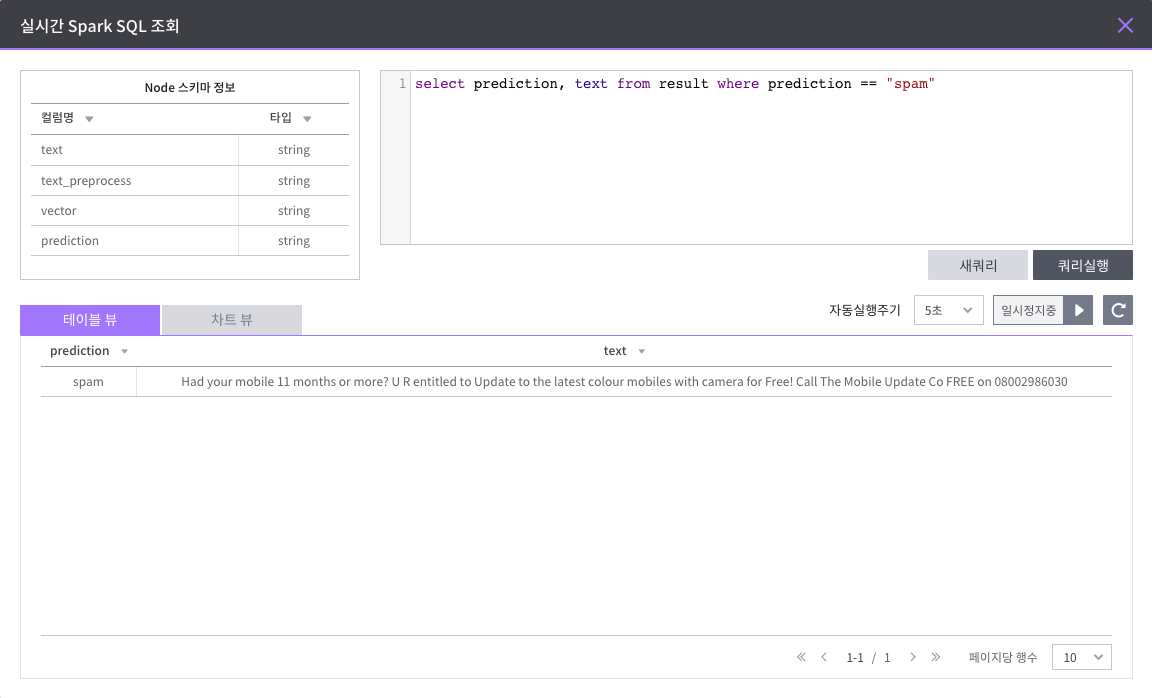 실시간 Spark SQL 조회
Node 스키마 정보
컬럼명 타입
text string
text_preprocess string
vector string
prediction string
1 select prediction, text from result where prediction == "spam"
새쿼리 쿼리실행
테이블 뷰 차트 뷰
자동실행주기 5초 일시정지중
prediction text
spam Had your mobile 11 months or more? U R entitled to Update to the latest colour mobiles with camera for Free! Call The Mobile Update Co FREE on 08002986030
1-1 / 1 페이지당 행수 10